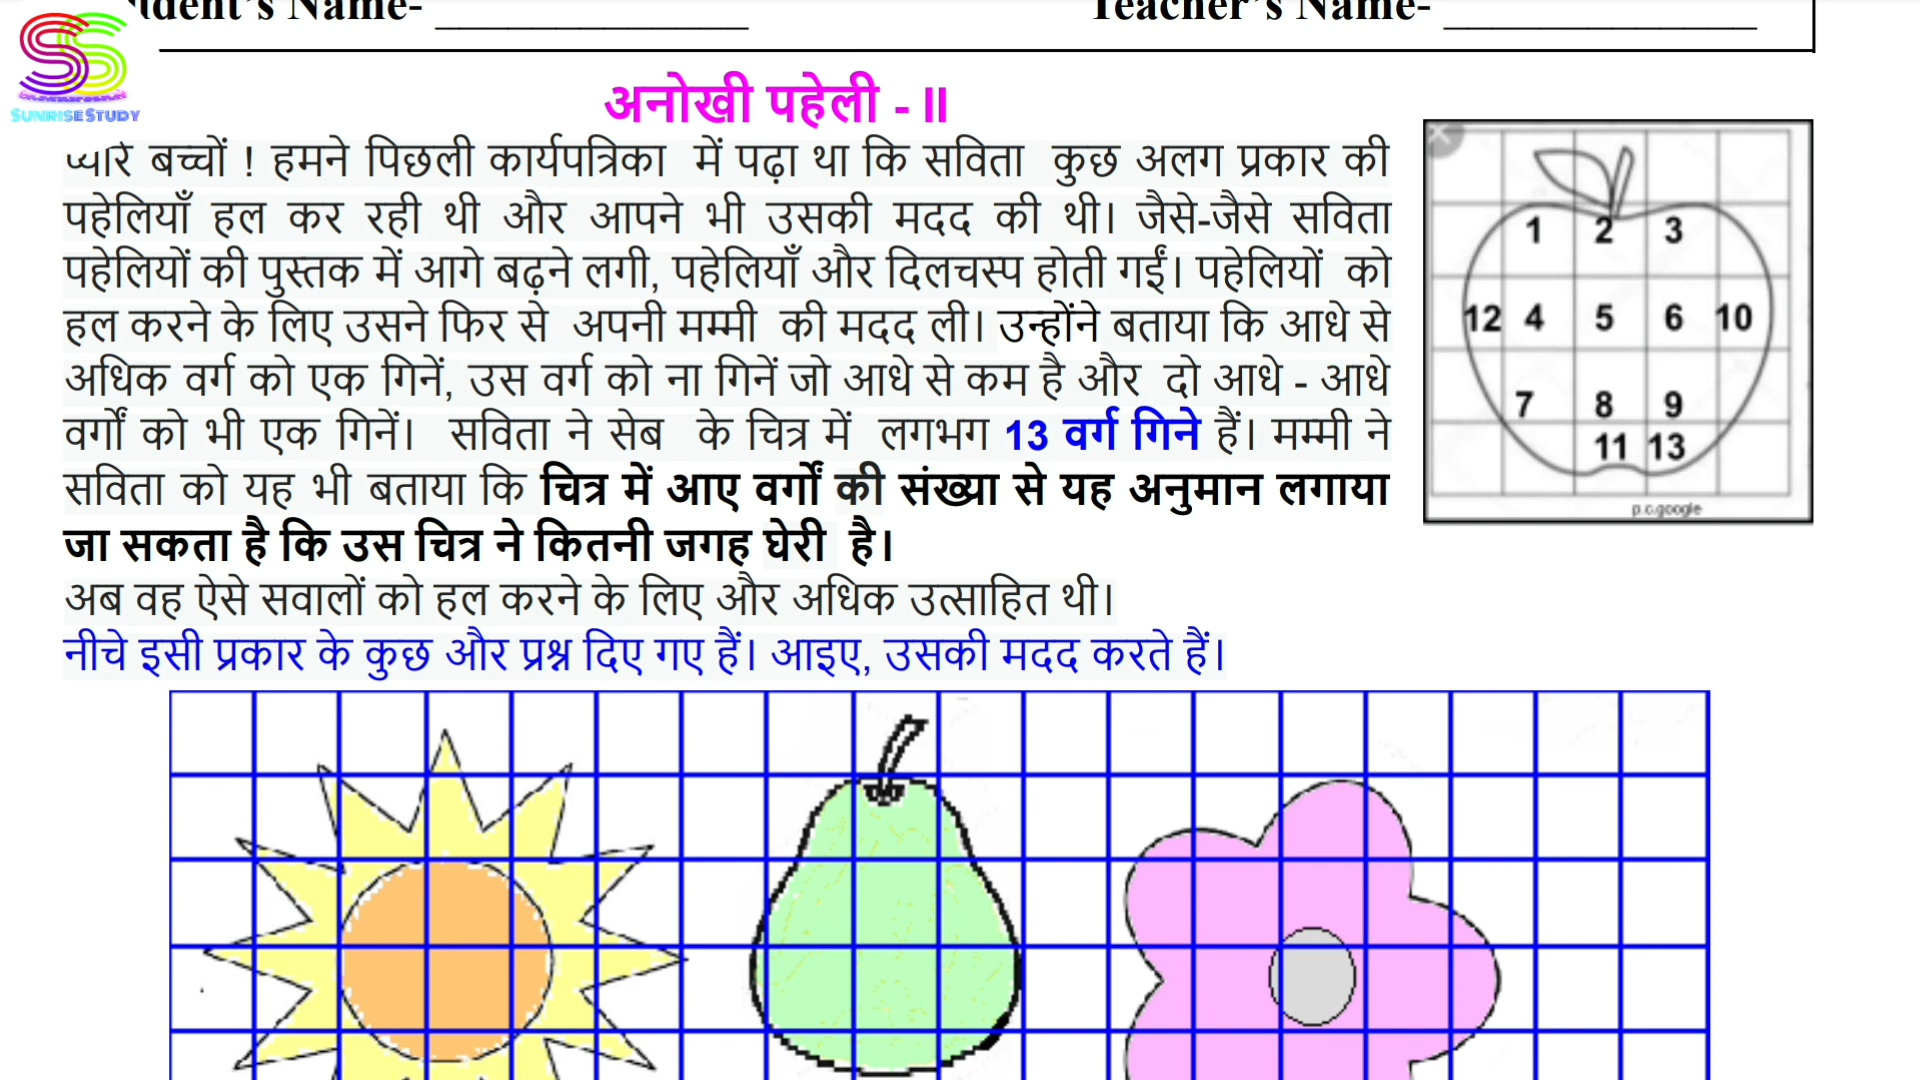 Student's Name- ______________ Teacher's Name- ______________
SUNRISE STUDY
अनोखी पहेली - II
प्यारे बच्चों ! हमने पिछली कार्यपत्रिका में पढ़ा था कि सविता कुछ अलग प्रकार की
पहेलियाँ हल कर रही थी और आपने भी उसकी मदद की थी। जैसे-जैसे सविता
पहेलियों की पुस्तक में आगे बढ़ने लगी, पहेलियाँ और दिलचस्प होती गईं। पहेलियों को
हल करने के लिए उसने फिर से अपनी मम्मी की मदद ली। उन्होंने बताया कि आधे से
अधिक वर्ग को एक गिनें, उस वर्ग को ना गिनें जो आधे से कम है और दो आधे - आधे
वर्गों को भी एक गिनें। सविता ने सेब के चित्र में लगभग 13 वर्ग गिने हैं। मम्मी ने
सविता को यह भी बताया कि चित्र में आए वर्गों की संख्या से यह अनुमान लगाया
जा सकता है कि उस चित्र ने कितनी जगह घेरी है।
अब वह ऐसे सवालों को हल करने के लिए और अधिक उत्साहित थी।
नीचे इसी प्रकार के कुछ और प्रश्न दिए गए हैं। आइए, उसकी मदद करते हैं।
1 2 3
12 4 5 6 10
7 8 9
11 13
p.c.google